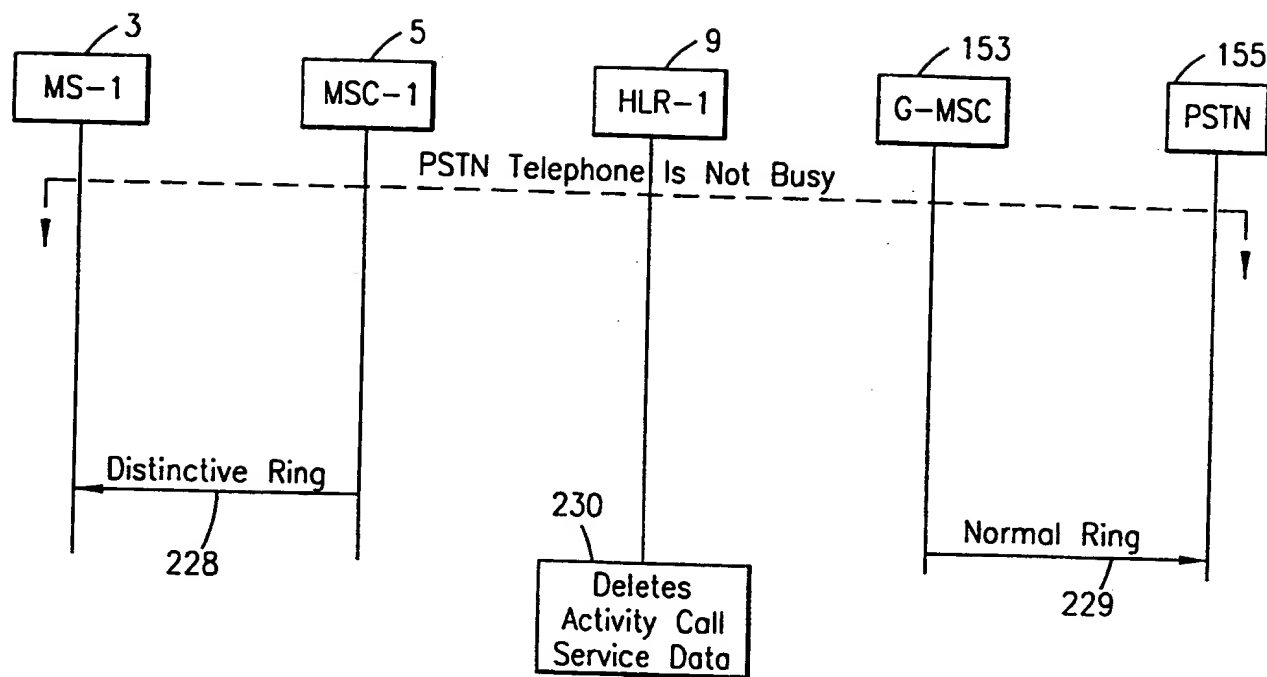 3
5
9
153
155
MS-1
MSC-1
HLR-1
G-MSC
PSTN
PSTN Telephone Is Not Busy
Distinctive Ring
228
230
Normal Ring
229
Deletes
Activity Call
Service Data